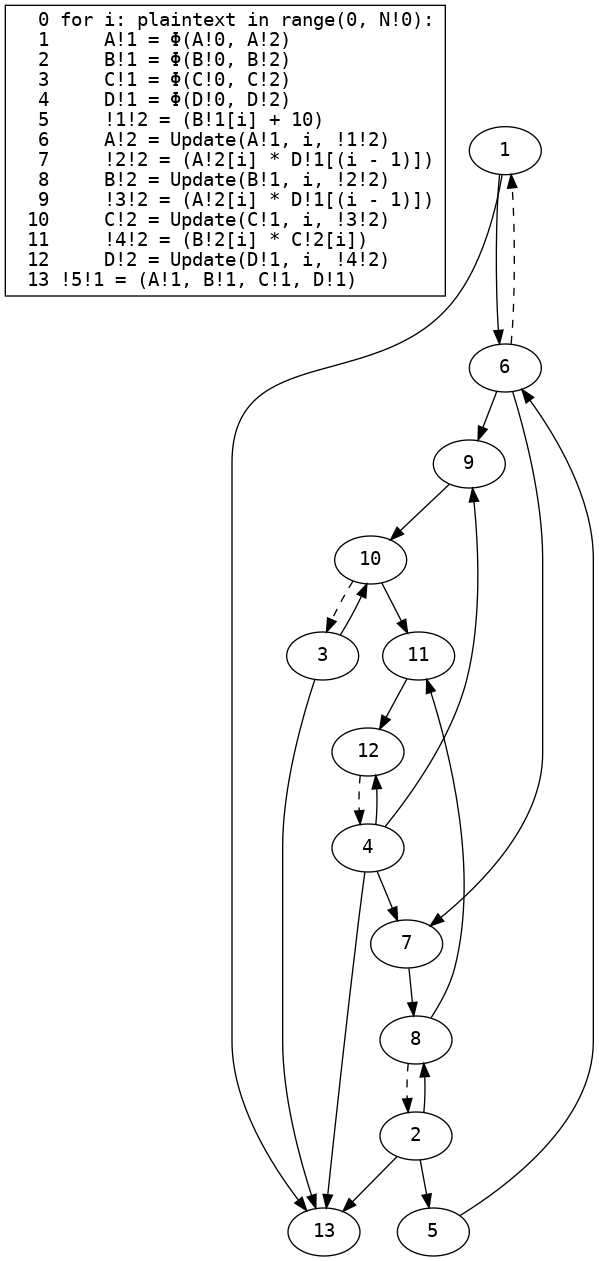 0 for i: plaintext in range(0, N!0):
1     A!1 = Φ(A!0, A!2)
2     B!1 = Φ(B!0, B!2)
3     C!1 = Φ(C!0, C!2)
4     D!1 = Φ(D!0, D!2)
5     !1!2 = (B!1[i] + 10)
6     A!2 = Update(A!1, i, !1!2)
7     !2!2 = (A!2[i] * D!1[(i - 1)])
8     B!2 = Update(B!1, i, !2!2)
9     !3!2 = (A!2[i] * D!1[(i - 1)])
10     C!2 = Update(C!1, i, !3!2)
11     !4!2 = (B!2[i] * C!2[i])
12     D!2 = Update(D!1, i, !4!2)
13 !5!1 = (A!1, B!1, C!1, D!1)
1
6
9
10
3
11
12
4
7
8
2
13
5